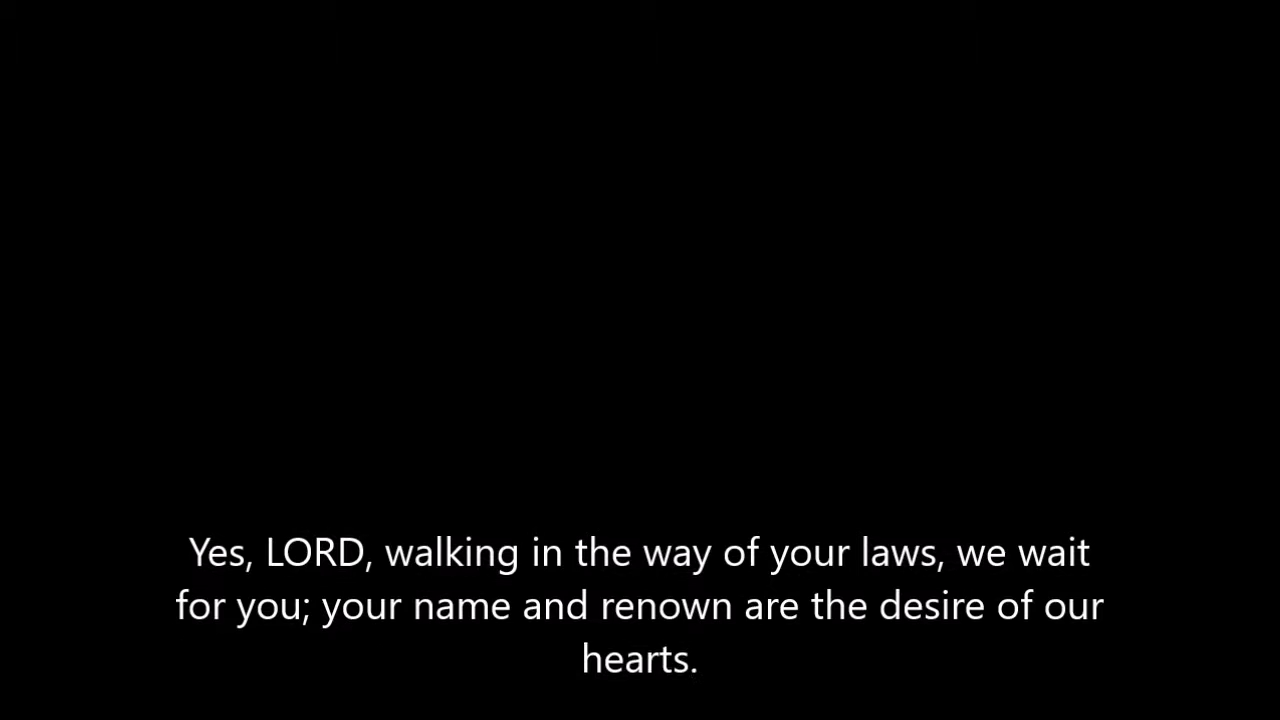 Yes, LORD, walking in the way of your laws, we wait
for you; your name and renown are the desire of our
hearts.